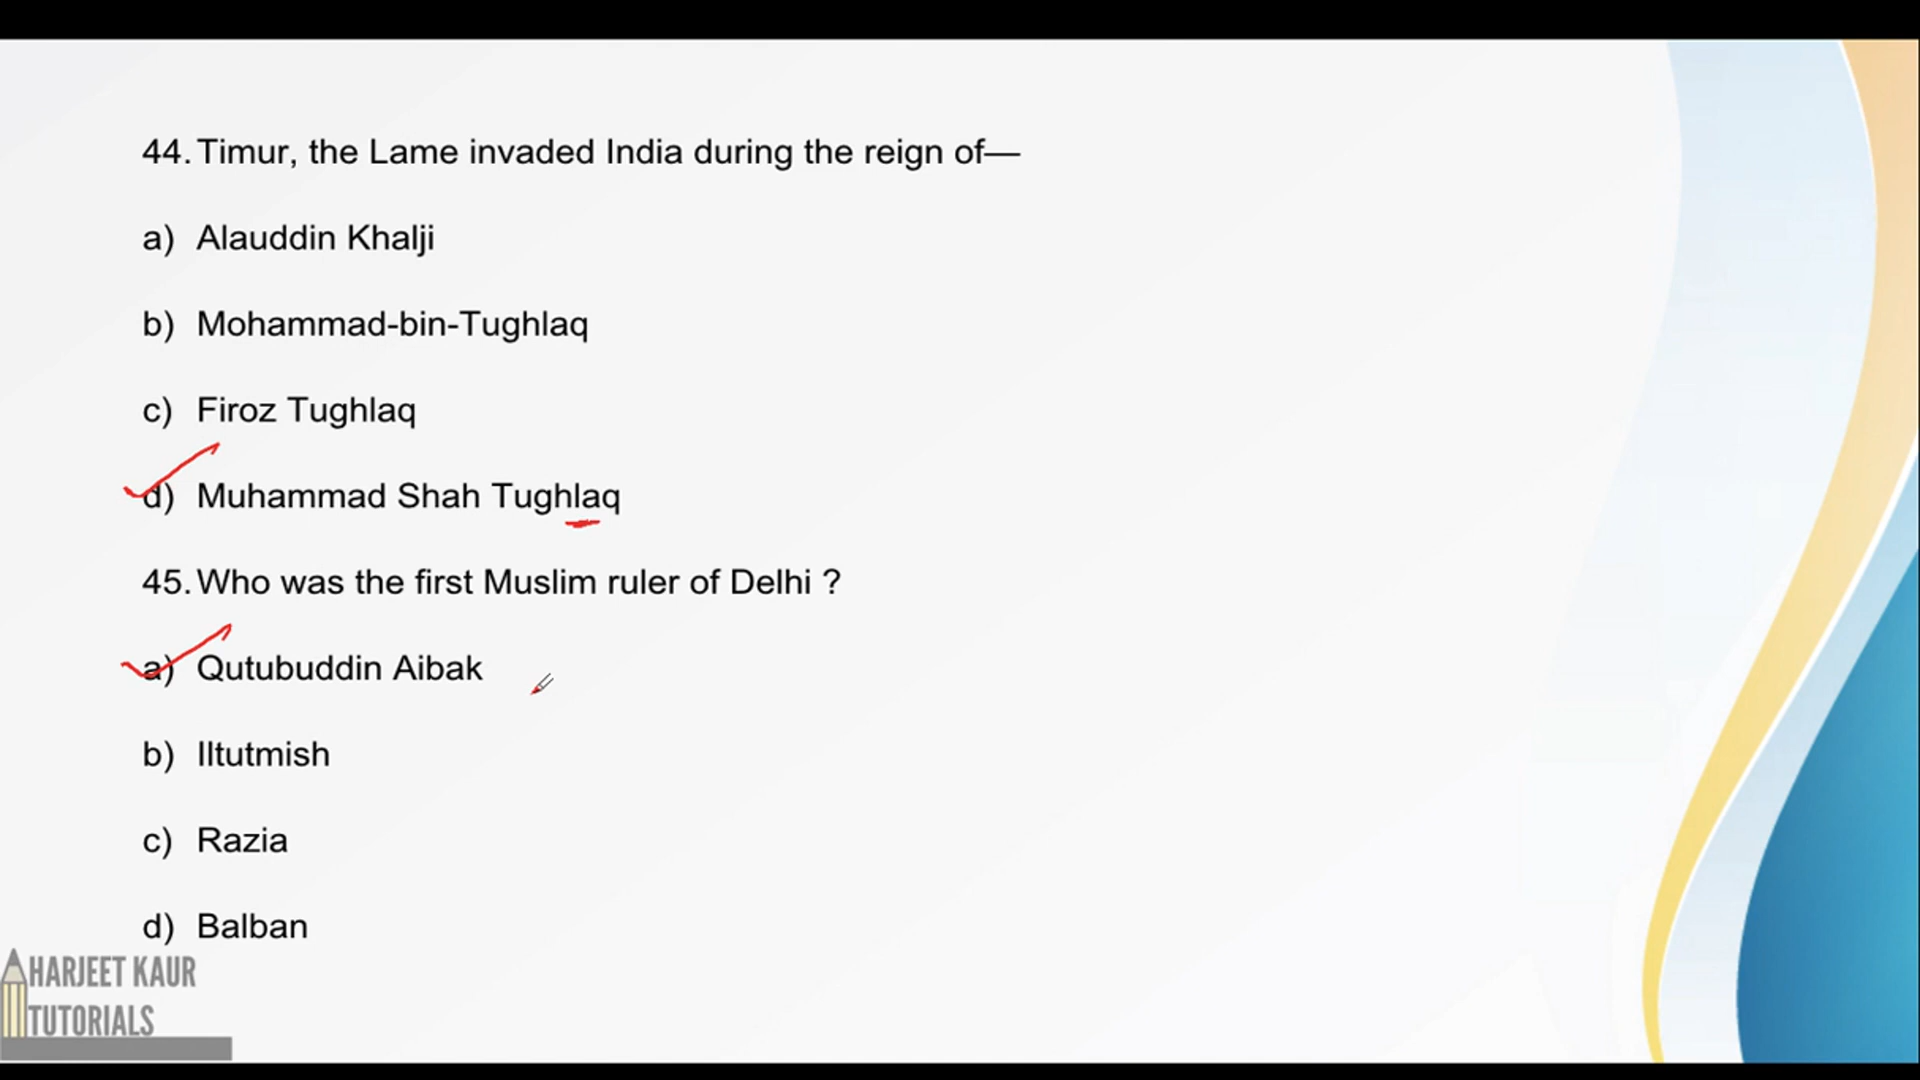 44. Timur, the Lame invaded India during the reign of—
a) Alauddin Khalji
b) Mohammad-bin-Tughlaq
c) Firoz Tughlaq
d) Muhammad Shah Tughlaq
45. Who was the first Muslim ruler of Delhi ?
a) Qutubuddin Aibak
b) Iltutmish
c) Razia
d) Balban
HARJEET KAUR
TUTORIALS